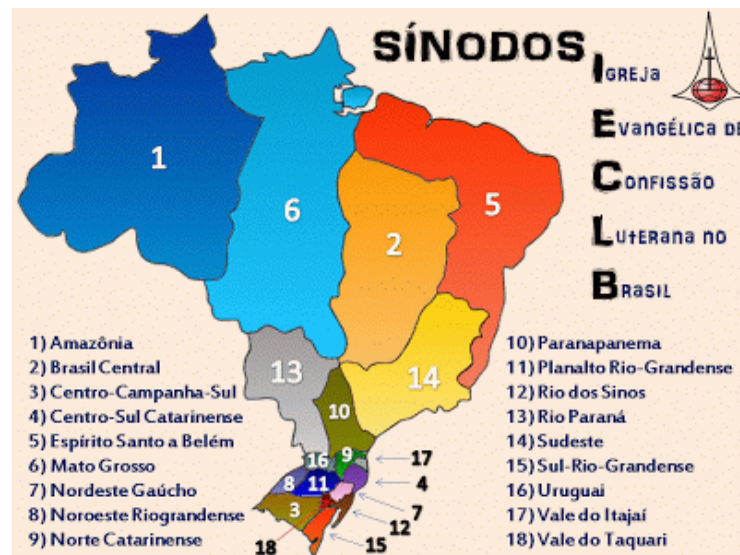 SÍNODOS
IGREJA
EVANGÉLICA DE
CONFISSÃO
LUTERANA NO
BRASIL
1
6
2
5
13
14
10
16
9
17
8
11
4
3
7
12
18
15
1) Amazônia
2) Brasil Central
3) Centro-Campanha-Sul
4) Centro-Sul Catarinense
5) Espírito Santo a Belém
6) Mato Grosso
7) Nordeste Gaúcho
8) Noroeste Riograndense
9) Norte Catarinense
10) Paranapanema
11) Planalto Rio-Grandense
12) Rio dos Sinos
13) Rio Paraná
14) Sudeste
15) Sul-Rio-Grandense
16) Uruguai
17) Vale do Itajaí
18) Vale do Taquari